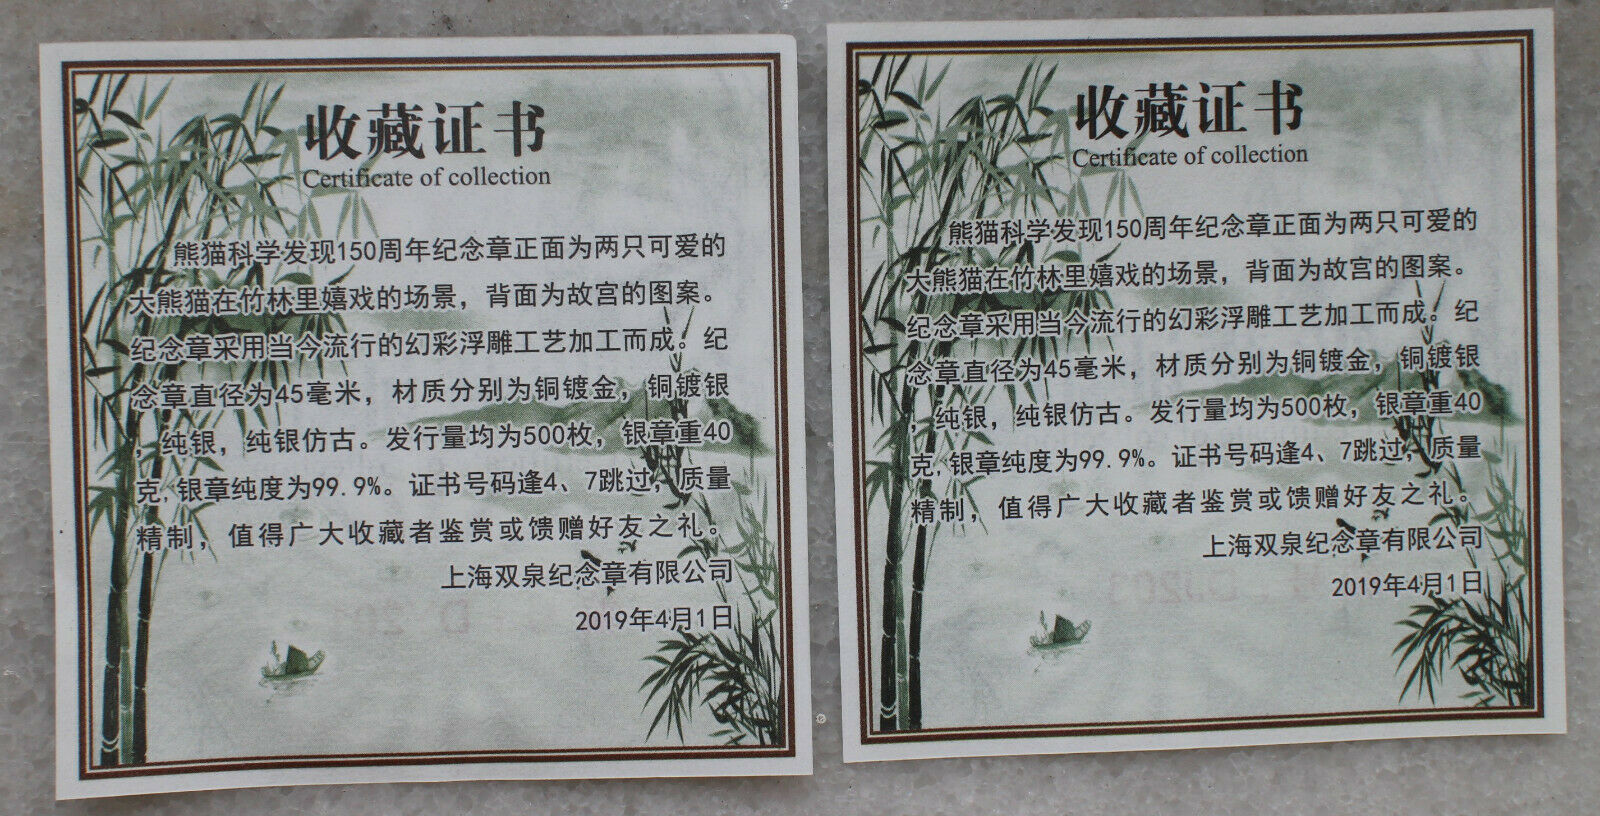 收藏证书
Certificate of collection
熊猫科学发现150周年纪念章正面为两只可爱的
大熊猫在竹林里嬉戏的场景，背面为故宫的图案。
纪念章采用当今流行的幻彩浮雕工艺加工而成。纪
念章直径为45毫米，材质分别为铜镀金，铜镀银
，纯银，纯银仿古。发行量均为500枚，银章重40
克，银章纯度为99.9%。证书号码逢4、7跳过，质量
精制，值得广大收藏者鉴赏或馈赠好友之礼。
上海双泉纪念章有限公司
2019年4月1日
收藏证书
Certificate of collection
熊猫科学发现150周年纪念章正面为两只可爱的
大熊猫在竹林里嬉戏的场景，背面为故宫的图案。
纪念章采用当今流行的幻彩浮雕工艺加工而成。纪
念章直径为45毫米，材质分别为铜镀金，铜镀银
，纯银，纯银仿古。发行量均为500枚，银章重40
克，银章纯度为99.9%。证书号码逢4、7跳过，质量
精制，值得广大收藏者鉴赏或馈赠好友之礼。
上海双泉纪念章有限公司
2019年4月1日